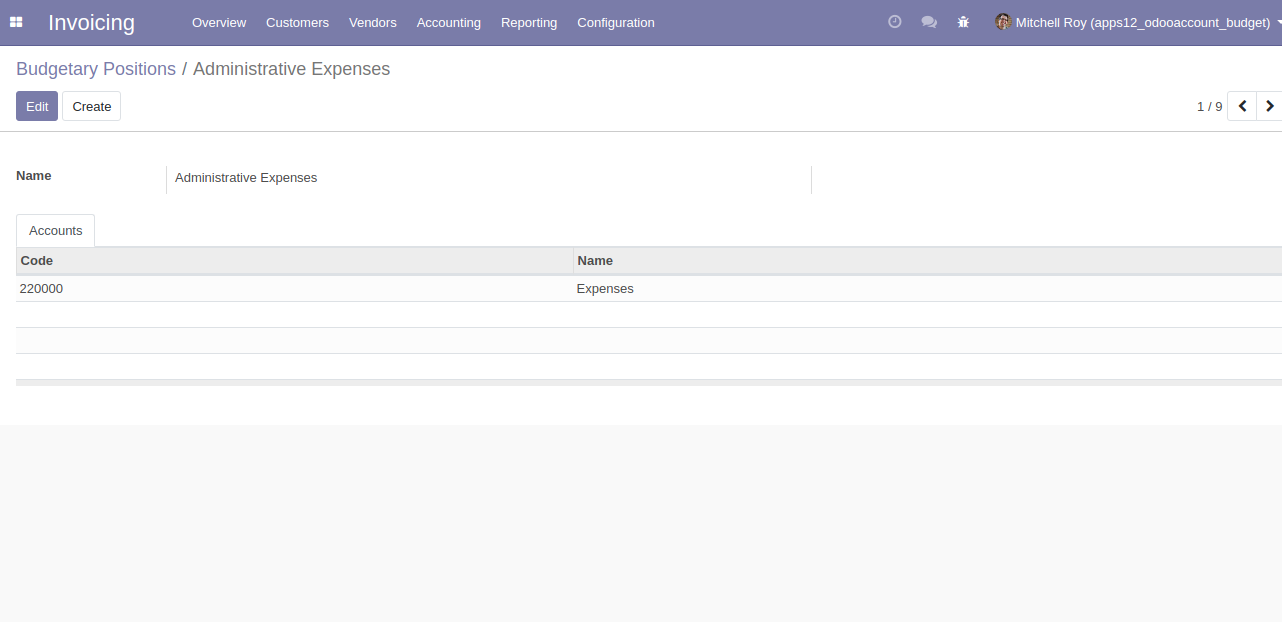 Invoicing Overview Customers Vendors Accounting Reporting Configuration Mitchell Roy (apps12_odooaccount_budget)
Budgetary Positions / Administrative Expenses
Edit Create 1 / 9
Name Administrative Expenses
Accounts
Code Name
220000 Expenses